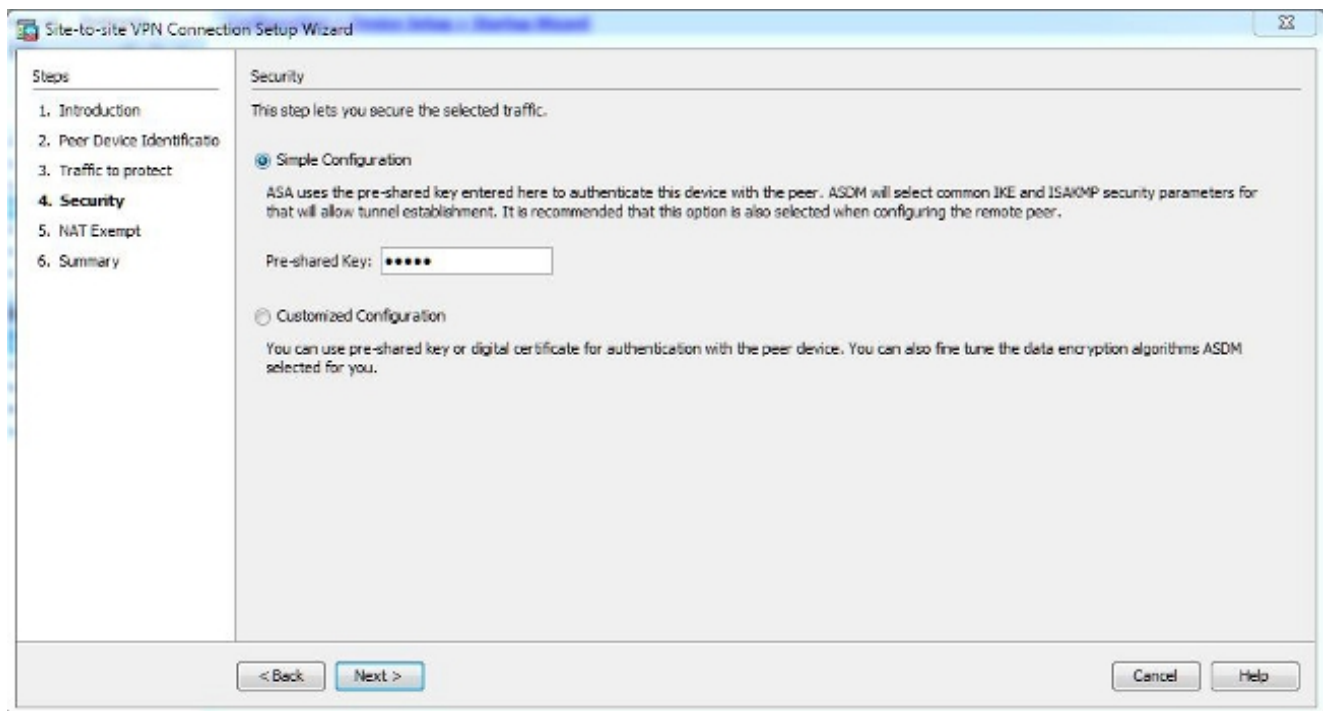 Site-to-site VPN Connection Setup Wizard
Steps
1. Introduction
2. Peer Device Identificatio
3. Traffic to protect
4. Security
5. NAT Exempt
6. Summary
Security
This step lets you secure the selected traffic.
Simple Configuration
ASA uses the pre-shared key entered here to authenticate this device with the peer. ASDM will select common IKE and ISAKMP security parameters for
that will allow tunnel establishment. It is recommended that this option is also selected when configuring the remote peer.
Pre-shared Key: •••••
Customized Configuration
You can use pre-shared key or digital certificate for authentication with the peer device. You can also fine tune the data encryption algorithms ASDM
selected for you.
< Back Next > Cancel Help